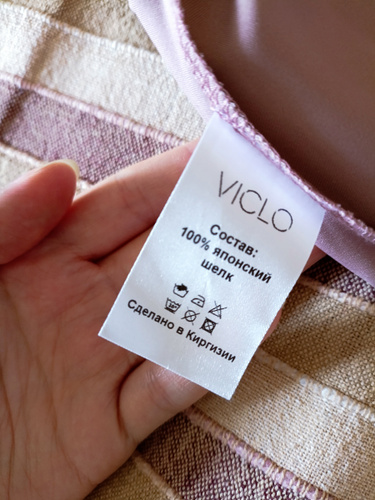 VICLO
Состав:
100% японский
шелк
Сделано в Киргизии